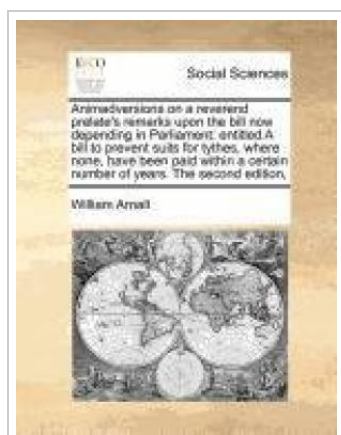 ECCO
Social Sciences
Animadversions on a reverend
prelate's remarks upon the bill now
depending in Parliament: entitled A
bill to prevent suits for tythes, where
none, have been paid within a certain
number of years. The second edition,
William Arnall